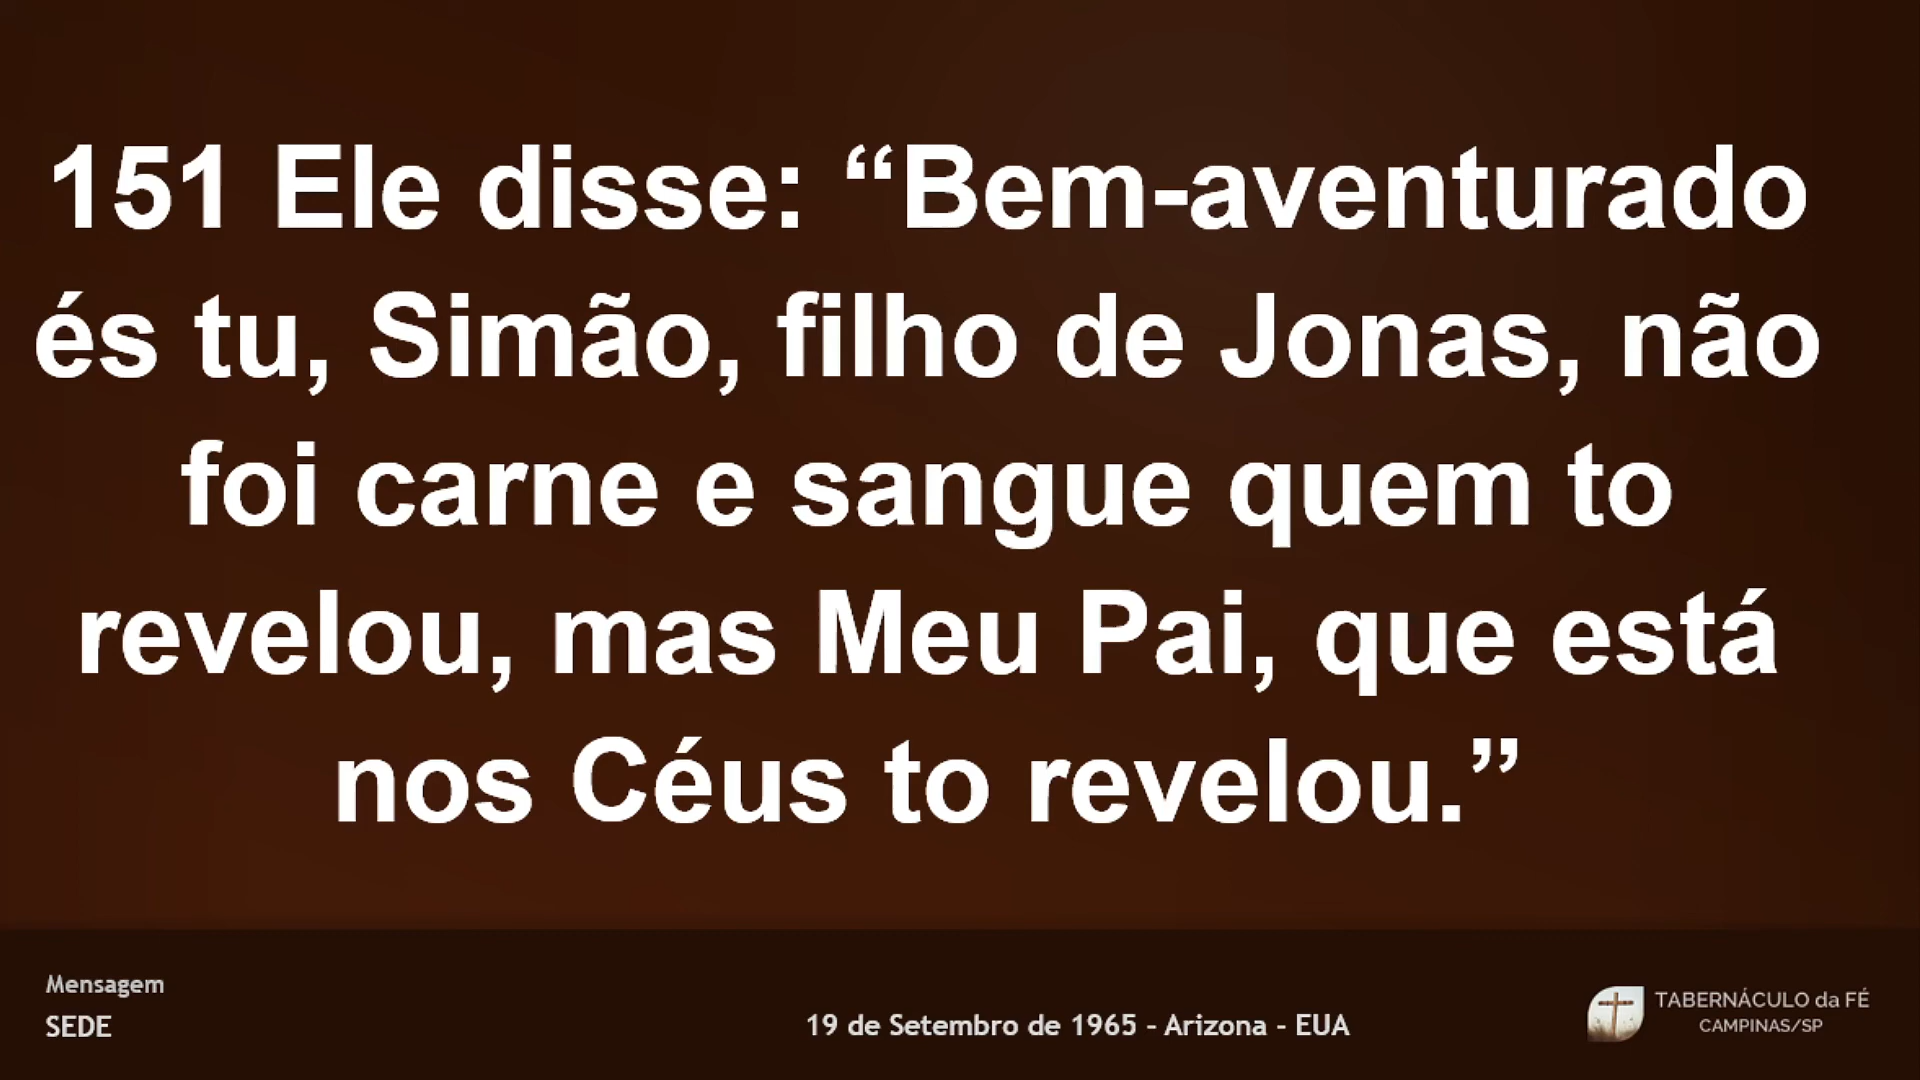 151 Ele disse: “Bem-aventurado
és tu, Simão, filho de Jonas, não
foi carne e sangue quem to
revelou, mas Meu Pai, que está
nos Céus to revelou.”
Mensagem
SEDE
19 de Setembro de 1965 - Arizona - EUA
TABERNÁCULO da FÉ
CAMPINAS/SP